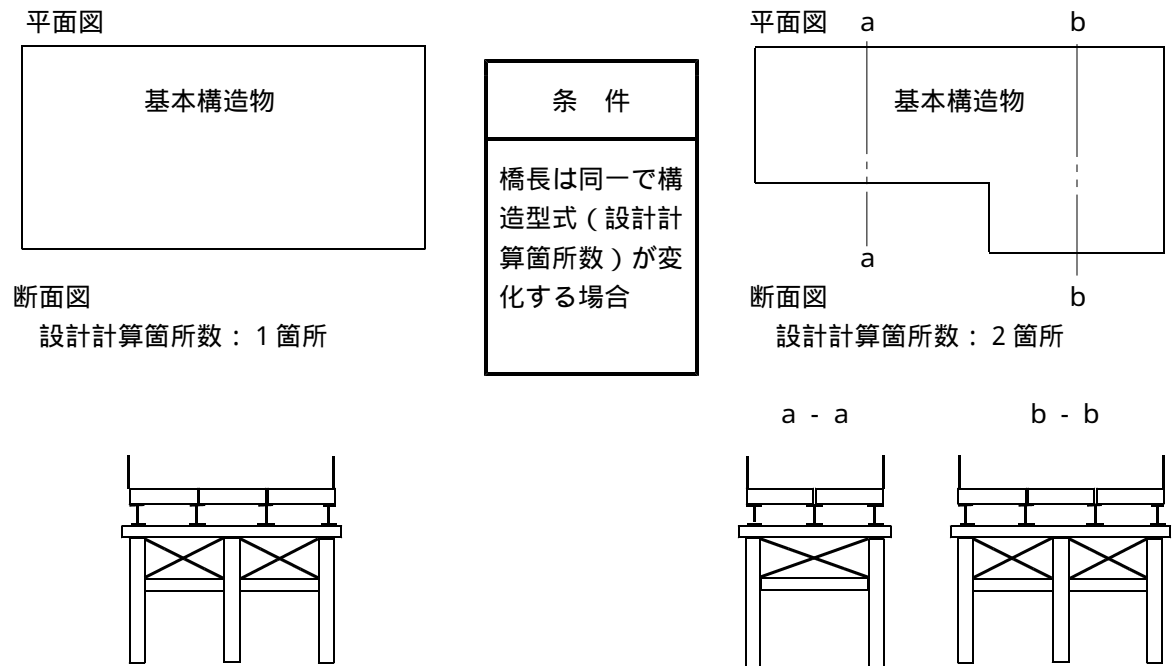 平面図
基本構造物
断面図
設計計算箇所数：1箇所
条　件
橋長は同一で構
造型式（設計計
算箇所数）が変
化する場合
平面図　a　b
基本構造物
a　b
断面図
設計計算箇所数：2箇所
a - a　b - b